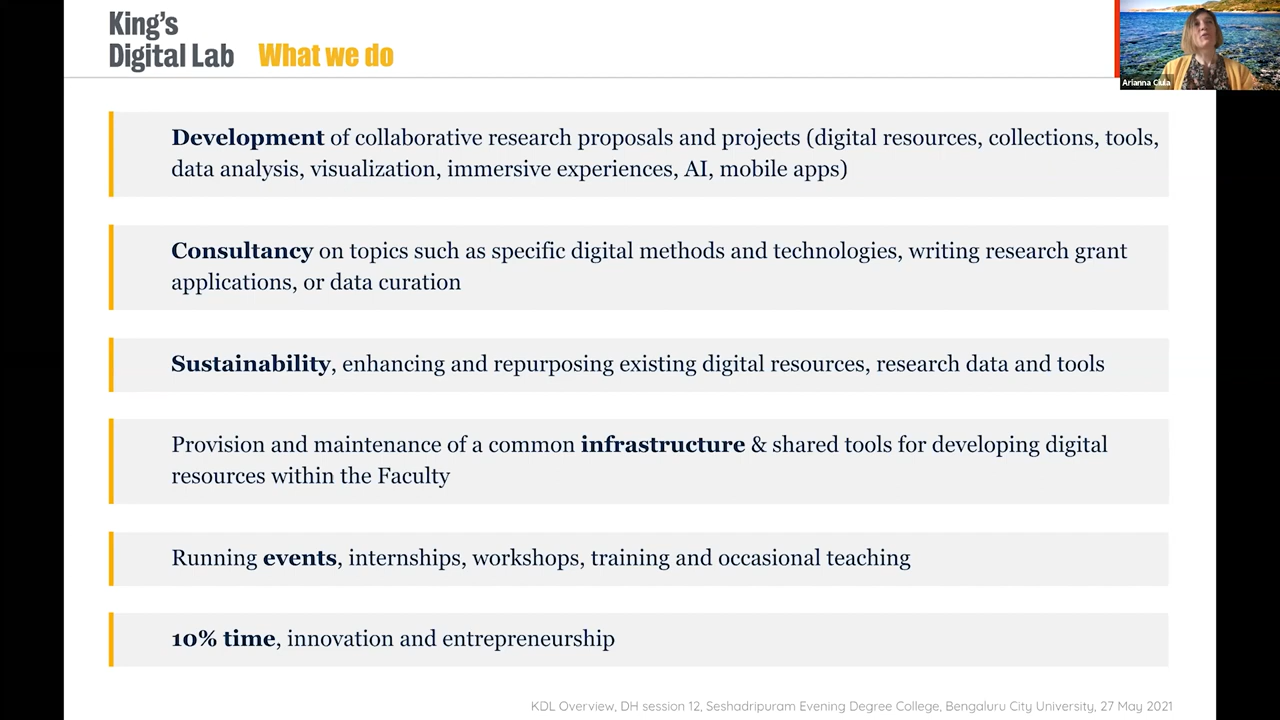 King's
Digital Lab What we do
Arianna Ciula
Development of collaborative research proposals and projects (digital resources, collections, tools,
data analysis, visualization, immersive experiences, AI, mobile apps)
Consultancy on topics such as specific digital methods and technologies, writing research grant
applications, or data curation
Sustainability, enhancing and repurposing existing digital resources, research data and tools
Provision and maintenance of a common infrastructure & shared tools for developing digital
resources within the Faculty
Running events, internships, workshops, training and occasional teaching
10% time, innovation and entrepreneurship
KDL Overview, DH session 12, Seshadripuram Evening Degree College, Bengaluru City University, 27 May 2021